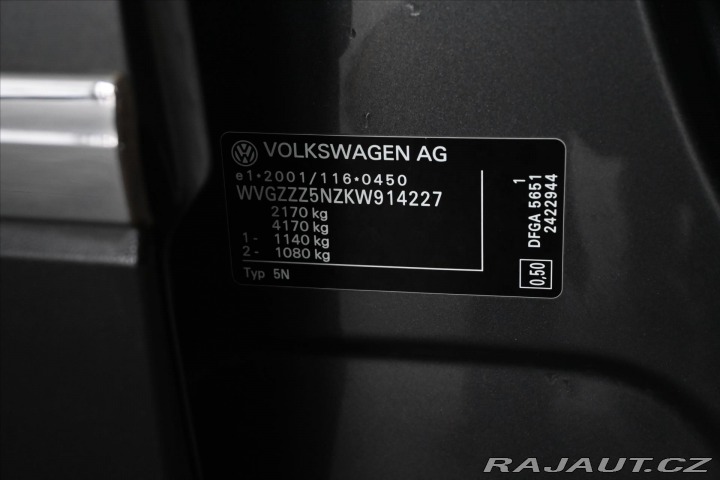 VOLKSWAGEN AG
e1*2001/116*0450
WVGZZZ5NZKW914227
2170 kg
4170 kg
1- 1140 kg
2- 1080 kg
Typ 5N
1
DFGA 5651
2422944
0,50
RAJAUT.CZ